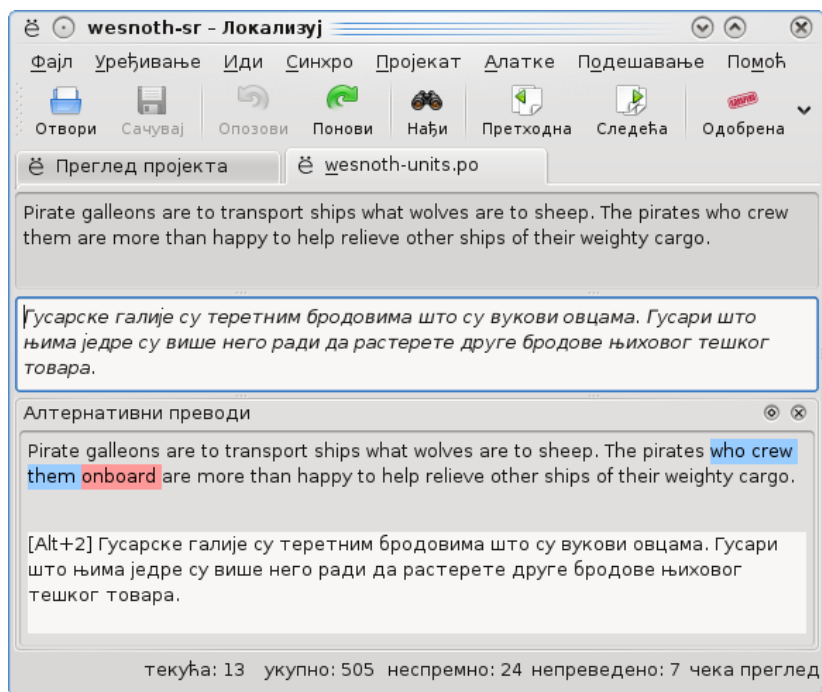 wesnoth-sr – Локализуј
Фајл Уређивање Иди Синхро Пројекат Алатке Подешавање Помоћ
Отвори Сачувај Опозови Понови Нађи Претходна Следећа Одобрена
ё Преглед пројекта ё wesnoth-units.po
Pirate galleons are to transport ships what wolves are to sheep. The pirates who crew
them are more than happy to help relieve other ships of their weighty cargo.
Гусарске галије су теретним бродовима што су вукови овцама. Гусари што
њима једре су више него ради да растерете друге бродове њиховог тешког
товара.
Алтернативни преводи
Pirate galleons are to transport ships what wolves are to sheep. The pirates who crew
them onboard are more than happy to help relieve other ships of their weighty cargo.
[Alt+2] Гусарске галије су теретним бродовима што су вукови овцама. Гусари
што њима једре су више него ради да растерете друге бродове њиховог
тешког товара.
текућа: 13 укупно: 505 неспремно: 24 непреведено: 7 чека преглед